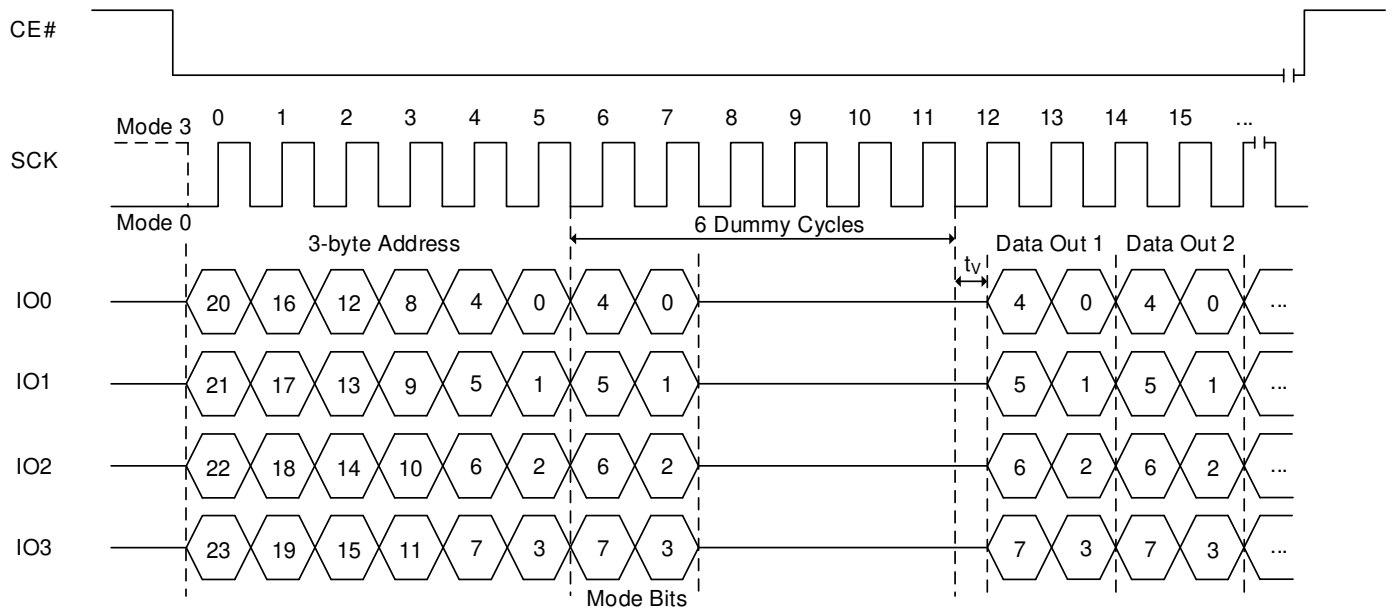 CE#
0 1 2 3 4 5 6 7 8 9 10 11 12 13 14 15 ...
Mode 3
SCK
Mode 0
6 Dummy Cycles
3-byte Address Data Out 1 Data Out 2
tV
IO0 20 16 12 8 4 0 4 0 4 0 4 0 ...
IO1 21 17 13 9 5 1 5 1 5 1 5 1 ...
IO2 22 18 14 10 6 2 6 2 6 2 6 2 ...
IO3 23 19 15 11 7 3 7 3 7 3 7 3 ...
Mode Bits